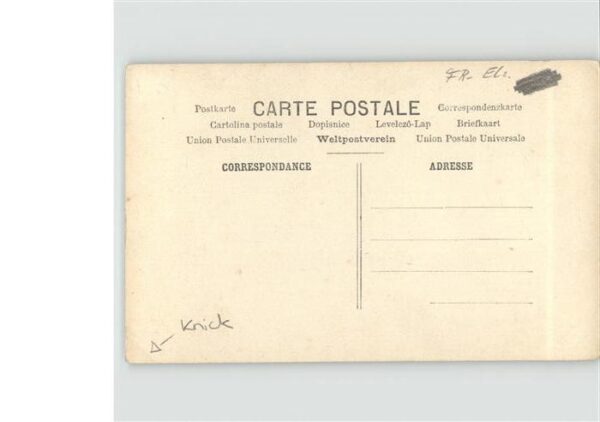 FR- Els.
Postkarte CARTE POSTALE Correspondenzkarte
Cartolina postale Dopisnice Levelező-Lap Briefkaart
Union Postale Universelle Weltpostverein Union Postale Universale
CORRESPONDANCE ADRESSE
Knick